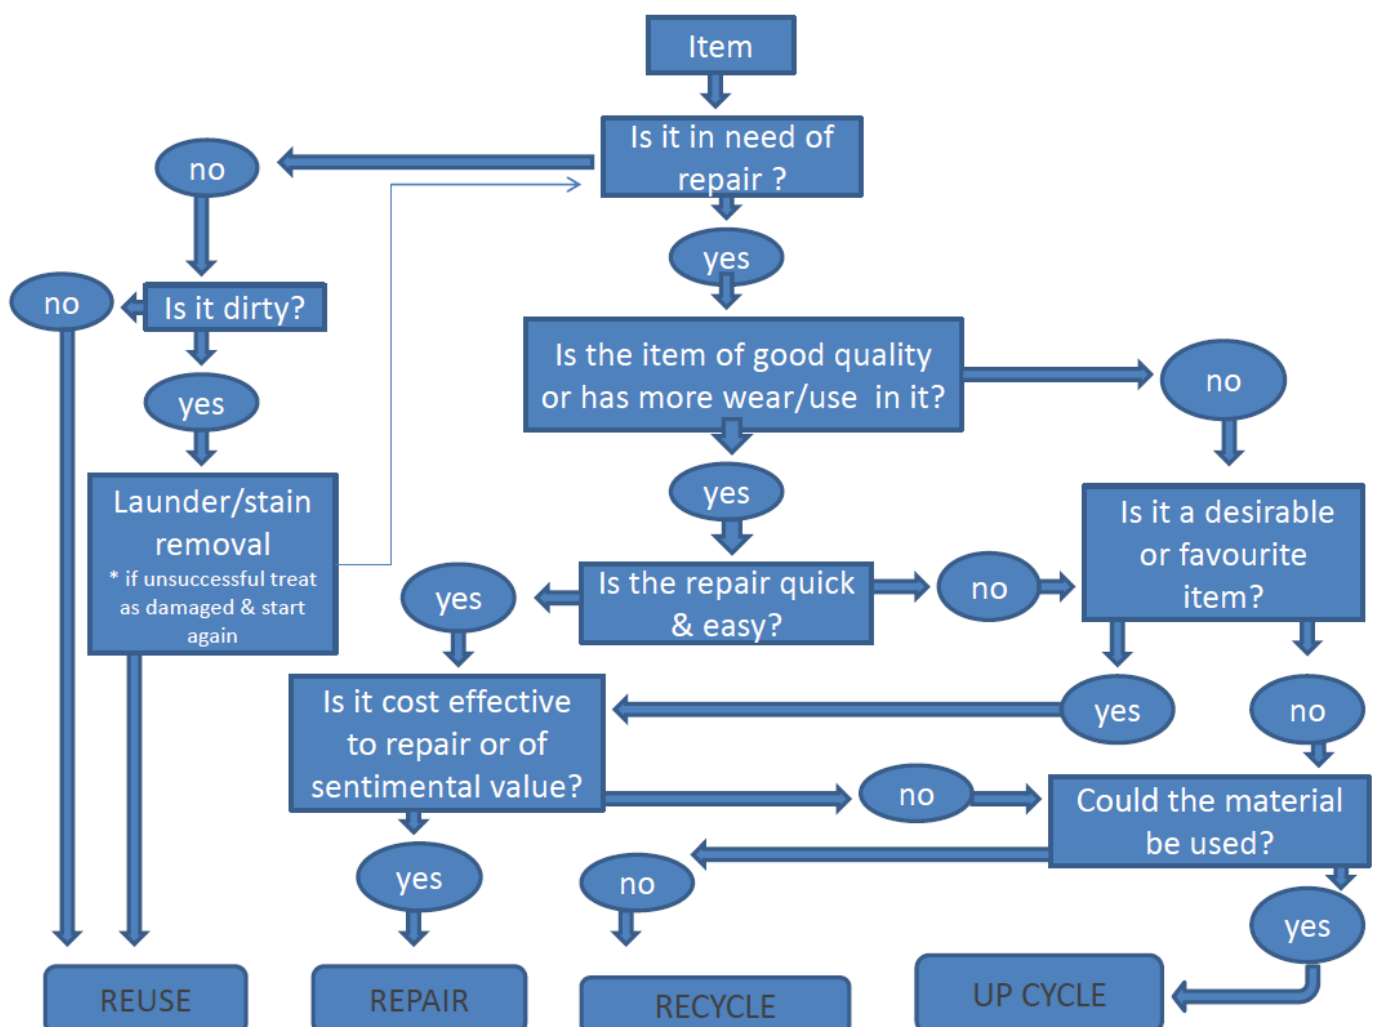 Item
Is it in need of
repair ?
no
yes
no
Is it dirty?
Is the item of good quality
or has more wear/use in it?
no
yes
yes
Launder/stain
removal
* if unsuccessful treat
as damaged & start
again
Is it a desirable
or favourite
item?
yes
Is the repair quick
& easy?
no
Is it cost effective
to repair or of
sentimental value?
yes
no
no
Could the material
be used?
yes
no
yes
REUSE
REPAIR
RECYCLE
UP CYCLE